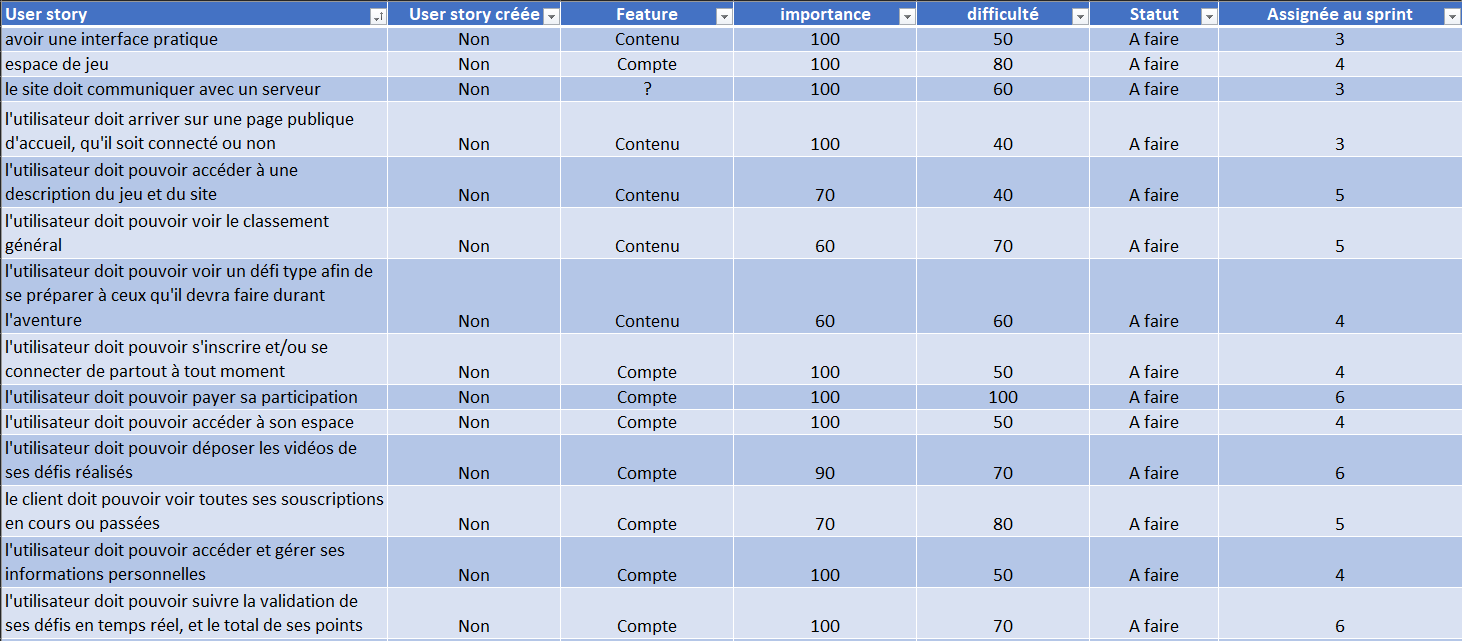 User story User story créée Feature importance difficulté Statut Assignée au sprint
avoir une interface pratique Non Contenu 100 50 A faire 3
espace de jeu Non Compte 100 80 A faire 4
le site doit communiquer avec un serveur Non ? 100 60 A faire 3
l'utilisateur doit arriver sur une page publique
d'accueil, qu'il soit connecté ou non Non Contenu 100 40 A faire 3
l'utilisateur doit pouvoir accéder à une
description du jeu et du site Non Contenu 70 40 A faire 5
l'utilisateur doit pouvoir voir le classement
général Non Contenu 60 70 A faire 5
l'utilisateur doit pouvoir voir un défi type afin de
se préparer à ceux qu'il devra faire durant
l'aventure Non Contenu 60 60 A faire 4
l'utilisateur doit pouvoir s'inscrire et/ou se
connecter de partout à tout moment Non Compte 100 50 A faire 4
l'utilisateur doit pouvoir payer sa participation Non Compte 100 100 A faire 6
l'utilisateur doit pouvoir accéder à son espace Non Compte 100 50 A faire 4
l'utilisateur doit pouvoir déposer les vidéos de
ses défis réalisés Non Compte 90 70 A faire 6
le client doit pouvoir voir toutes ses souscriptions
en cours ou passées Non Compte 70 80 A faire 5
l'utilisateur doit pouvoir accéder et gérer ses
informations personnelles Non Compte 100 50 A faire 4
l'utilisateur doit pouvoir suivre la validation de
ses défis en temps réel, et le total de ses points Non Compte 100 70 A faire 6